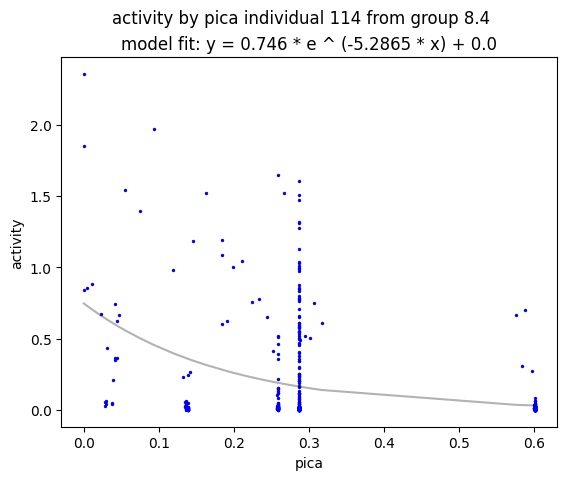 activity by pica individual 114 from group 8.4
model fit: y = 0.746 * e ^ (-5.2865 * x) + 0.0
2.0
1.5
1.0
0.5
0.0
activity
0.0 0.1 0.2 0.3 0.4 0.5 0.6
pica